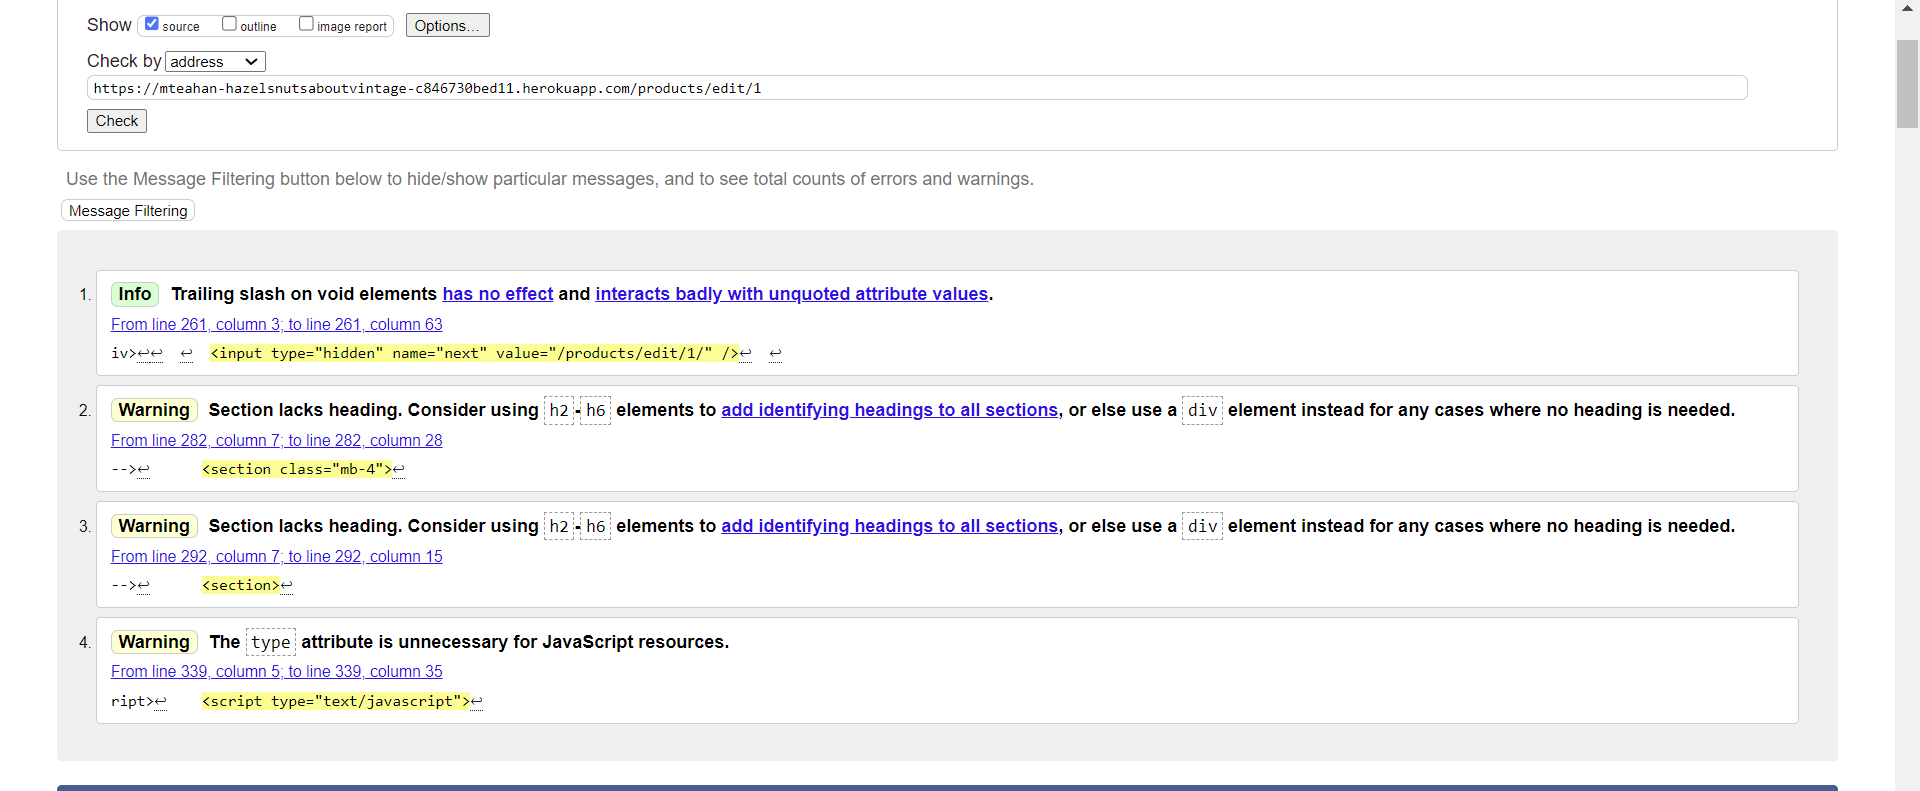 Show source outline image report Options...
Check by address
https://mteahan-hazelsnutsaboutvintage-c846730bed11.herokuapp.com/products/edit/1
Check
Use the Message Filtering button below to hide/show particular messages, and to see total counts of errors and warnings.
Message Filtering
1. Info Trailing slash on void elements has no effect and interacts badly with unquoted attribute values.
From line 261, column 3; to line 261, column 63
iv>↩↩ ↩ <input type="hidden" name="next" value="/products/edit/1/" />↩ ↩
2. Warning Section lacks heading. Consider using h2-h6 elements to add identifying headings to all sections, or else use a div element instead for any cases where no heading is needed.
From line 282, column 7; to line 282, column 28
-->↩ <section class="mb-4">↩
3. Warning Section lacks heading. Consider using h2-h6 elements to add identifying headings to all sections, or else use a div element instead for any cases where no heading is needed.
From line 292, column 7; to line 292, column 15
-->↩ <section>↩
4. Warning The type attribute is unnecessary for JavaScript resources.
From line 339, column 5; to line 339, column 35
ript>↩ <script type="text/javascript">↩